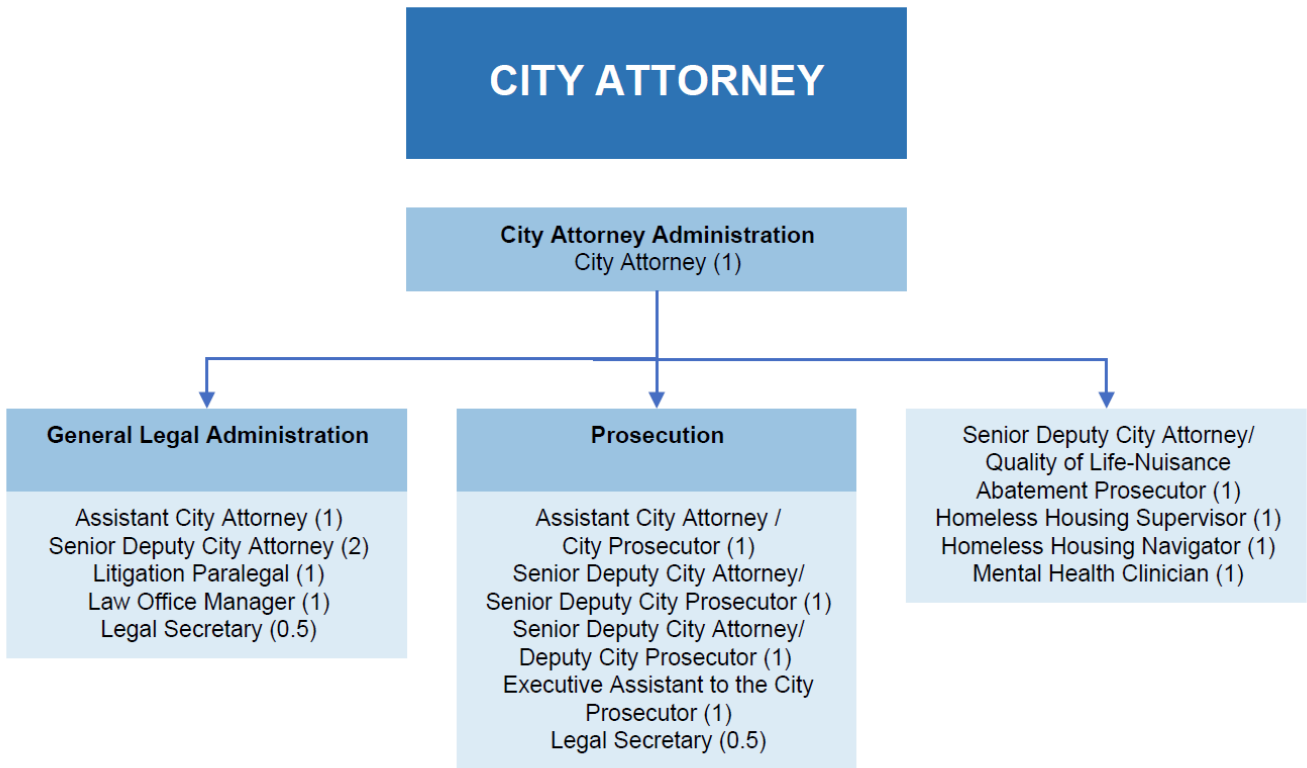 CITY ATTORNEY
City Attorney Administration
City Attorney (1)
General Legal Administration
Assistant City Attorney (1)
Senior Deputy City Attorney (2)
Litigation Paralegal (1)
Law Office Manager (1)
Legal Secretary (0.5)
Prosecution
Assistant City Attorney /
City Prosecutor (1)
Senior Deputy City Attorney/
Senior Deputy City Prosecutor (1)
Senior Deputy City Attorney/
Deputy City Prosecutor (1)
Executive Assistant to the City
Prosecutor (1)
Legal Secretary (0.5)
Senior Deputy City Attorney/
Quality of Life-Nuisance
Abatement Prosecutor (1)
Homeless Housing Supervisor (1)
Homeless Housing Navigator (1)
Mental Health Clinician (1)